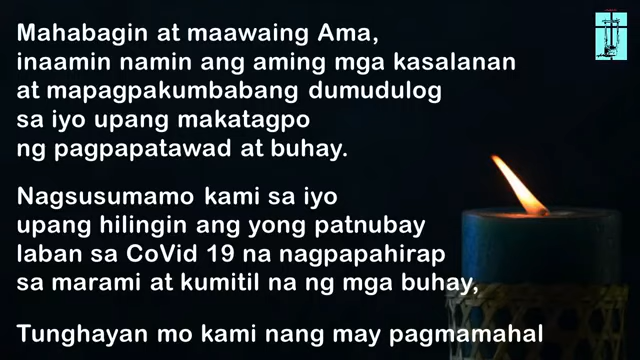 Mahabagin at maawaing Ama,
inaamin namin ang aming mga kasalanan
at mapagpakumbabang dumudulog
sa iyo upang makatagpo
ng pagpapatawad at buhay.
Nagsusumamo kami sa iyo
upang hilingin ang yong patnubay
laban sa CoVid 19 na nagpapahirap
sa marami at kumitil na ng mga buhay,
Tunghayan mo kami nang may pagmamahal